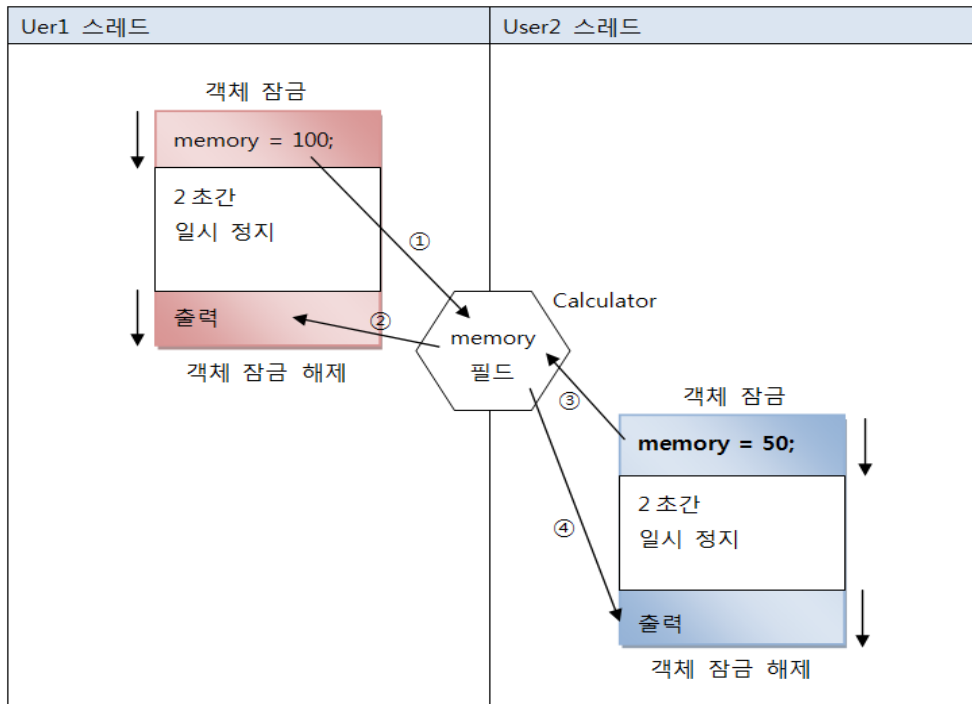 Uer1 스레드
User2 스레드
객체 잠금
memory = 100;
2초간
일시 정지
①
출력
②
객체 잠금 해제
Calculator
memory
필드
③
객체 잠금
memory = 50;
2초간
일시 정지
④
출력
객체 잠금 해제